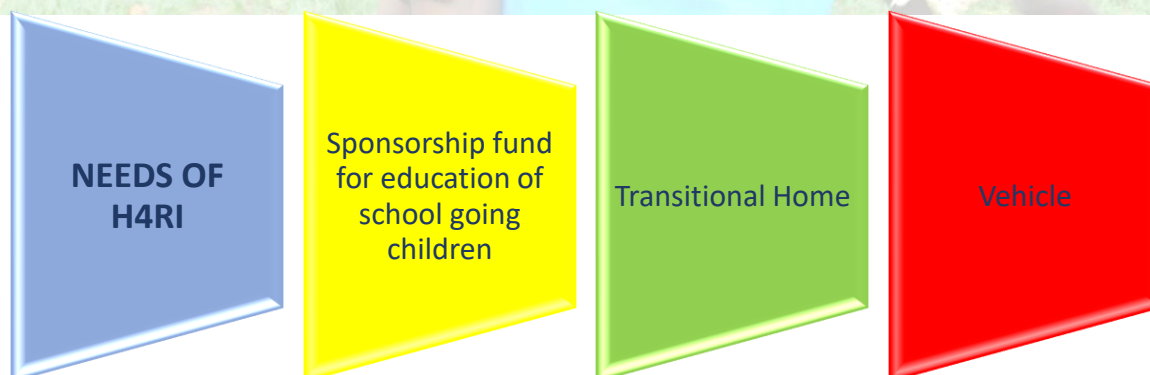 NEEDS OF
H4RI
Sponsorship fund
for education of
school going
children
Transitional Home
Vehicle